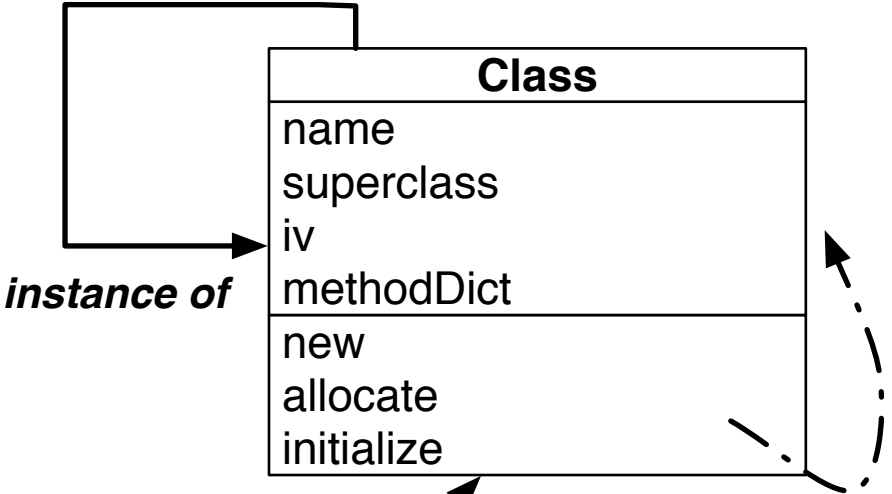 Class
name
superclass
iv
instance of
methodDict
new
allocate
initialize